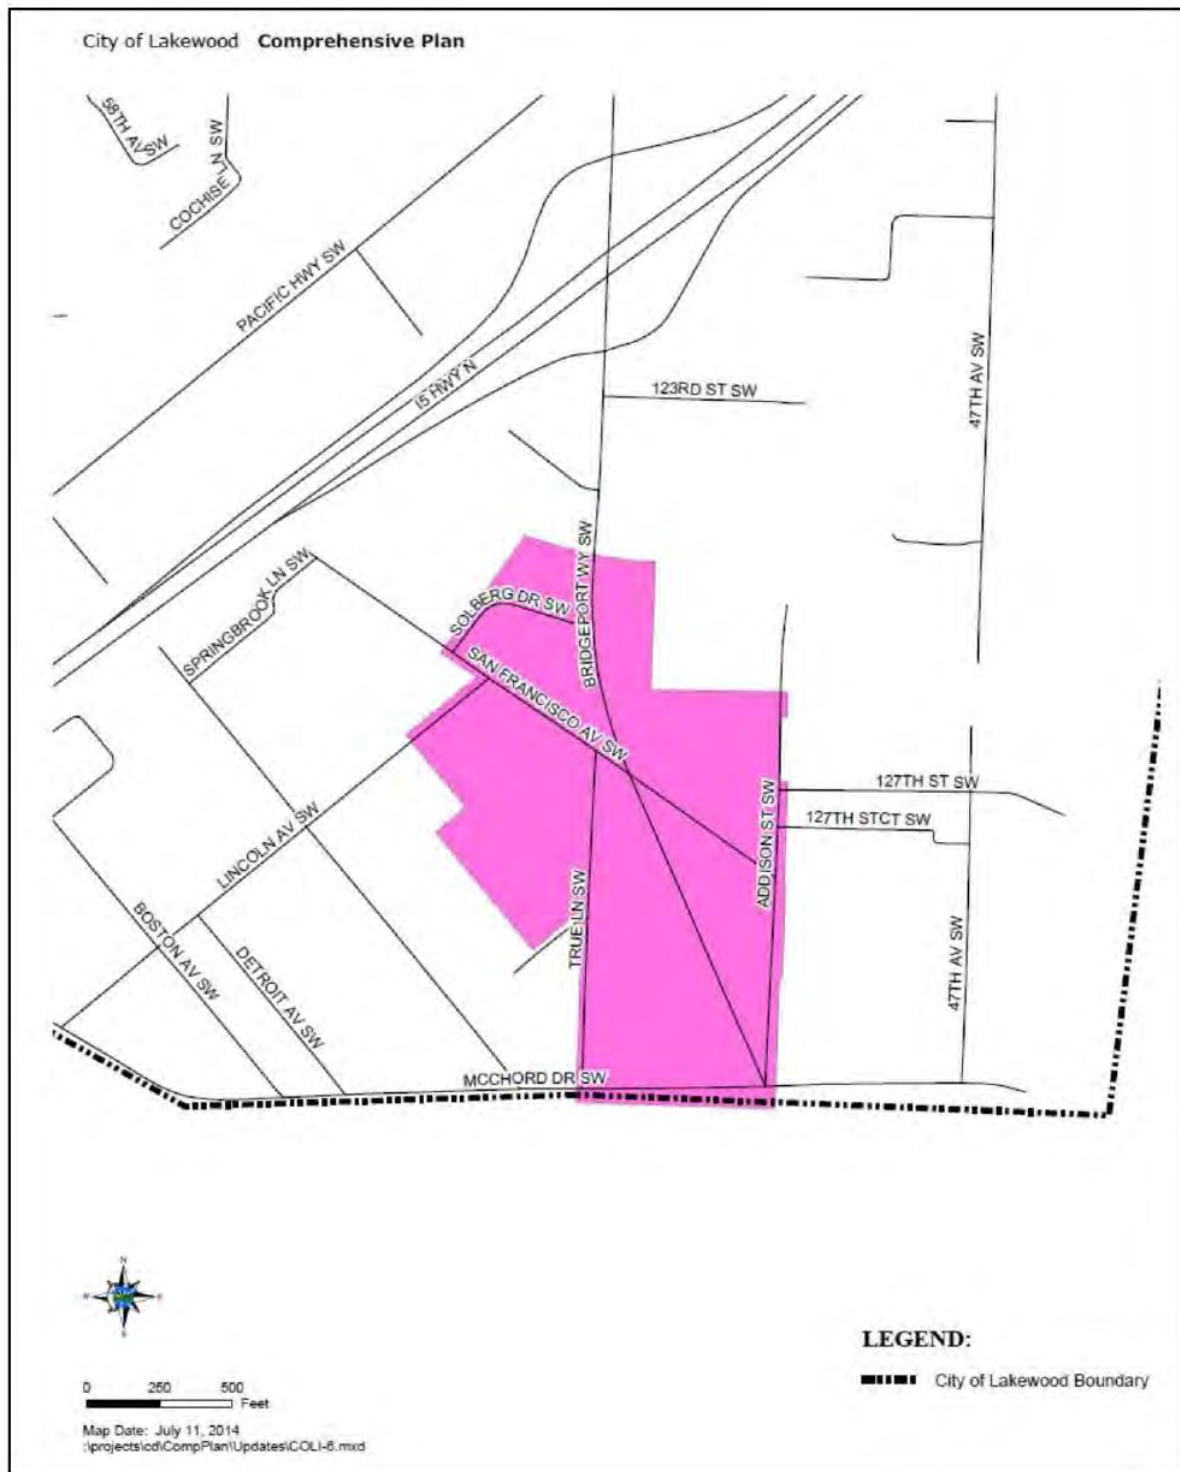 City of Lakewood Comprehensive Plan
58TH AV SW
COCHISE LN SW
PACIFIC HWY SW
I5 HWY N
123RD ST SW
47TH AV SW
BRIDGEPORT WY SW
SPRINGBROOK LN SW
SOLBERG DR SW
SAN FRANCISCO AV SW
127TH ST SW
127TH STCT SW
ADDISON ST SW
LINCOLN AV SW
BOSTON AV SW
DETROIT AV SW
TRUE LN SW
47TH AV SW
MCCHORD DR SW
N
S
LEGEND:
City of Lakewood Boundary
0 250 500
Feet
Map Date: July 11, 2014
:\projects\cd\CompPlan\Updates\COLI-6.mxd